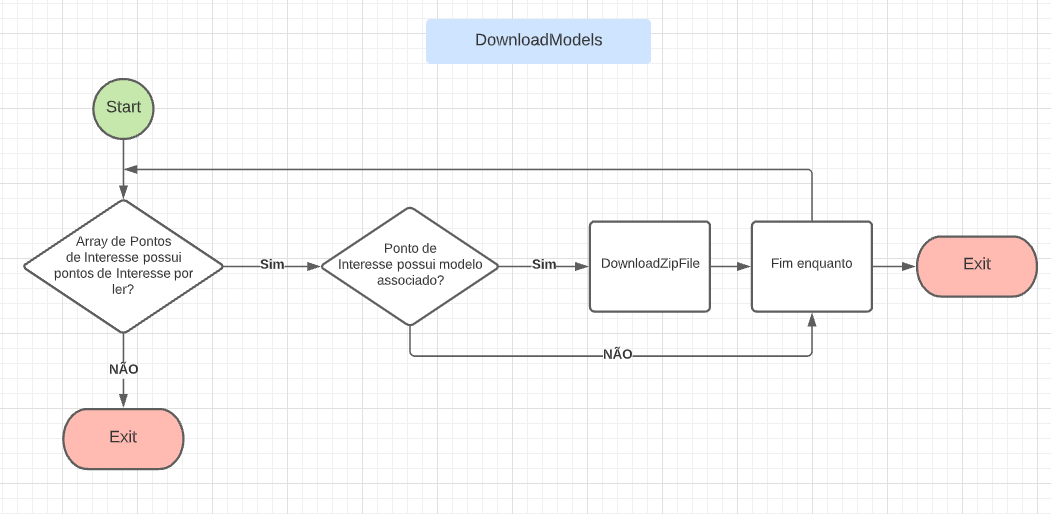 DownloadModels
Start
Array de Pontos
de Interesse possui
pontos de Interesse por
ler?
Sim
Ponto de
Interesse possui modelo
associado?
Sim
DownloadZipFile
Fim enquanto
Exit
NÃO
NÃO
Exit